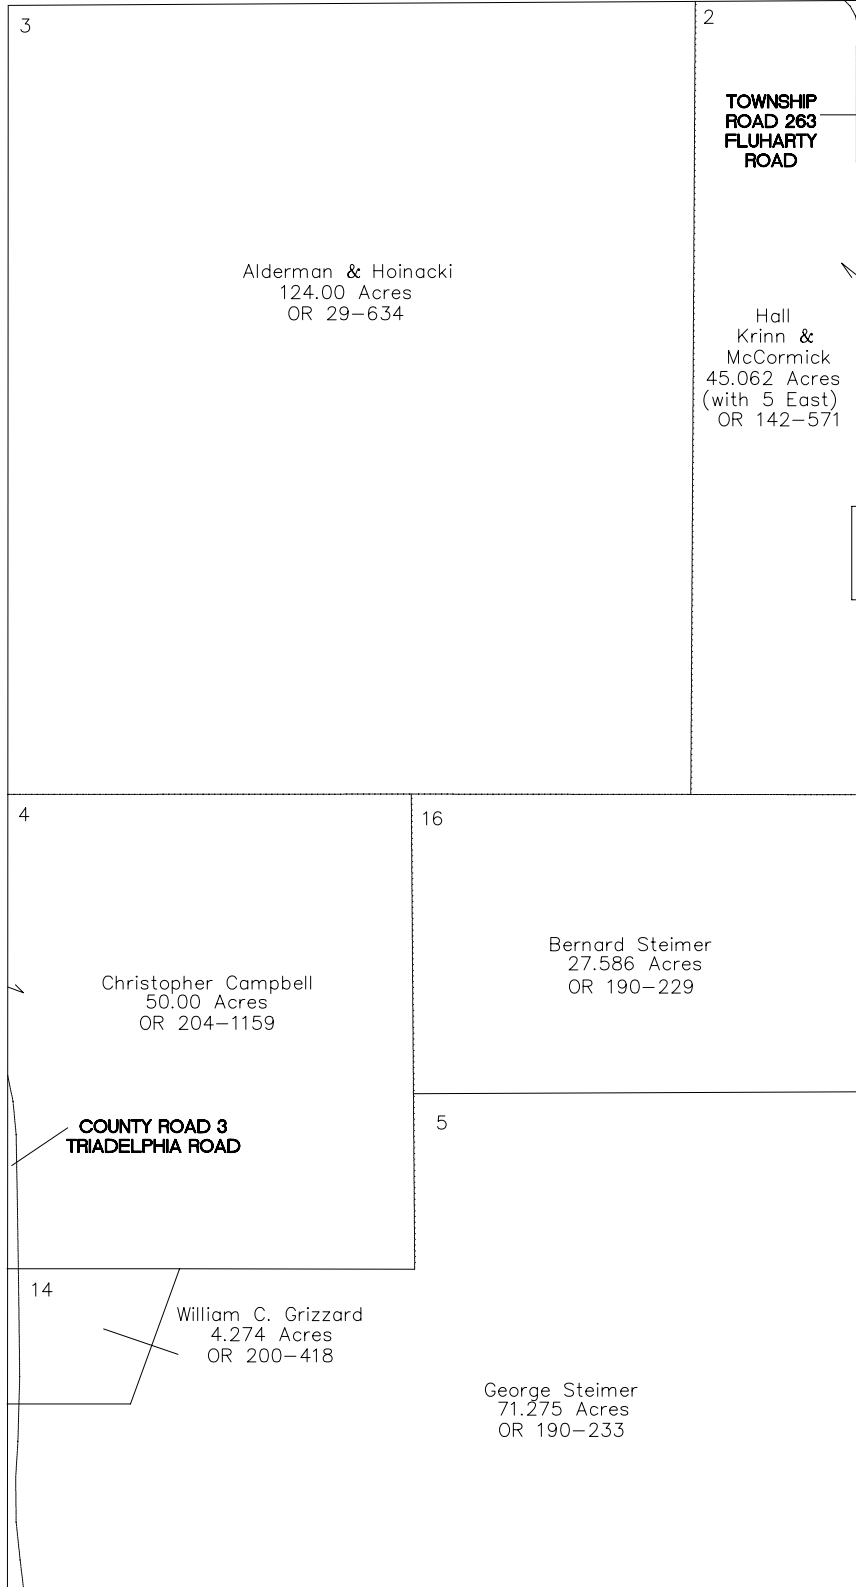 3
2
TOWNSHIP
ROAD 263
FLUHARTY
ROAD
Alderman & Hoinacki
124.00 Acres
OR 29-634
Hall
Krinn &
McCormick
45.062 Acres
(with 5 East)
OR 142-571
4
16
Bernard Steimer
27.586 Acres
OR 190-229
Christopher Campbell
50.00 Acres
OR 204-1159
COUNTY ROAD 3
TRIADELPHIA ROAD
5
14
William C. Grizzard
4.274 Acres
OR 200-418
George Steimer
71.275 Acres
OR 190-233